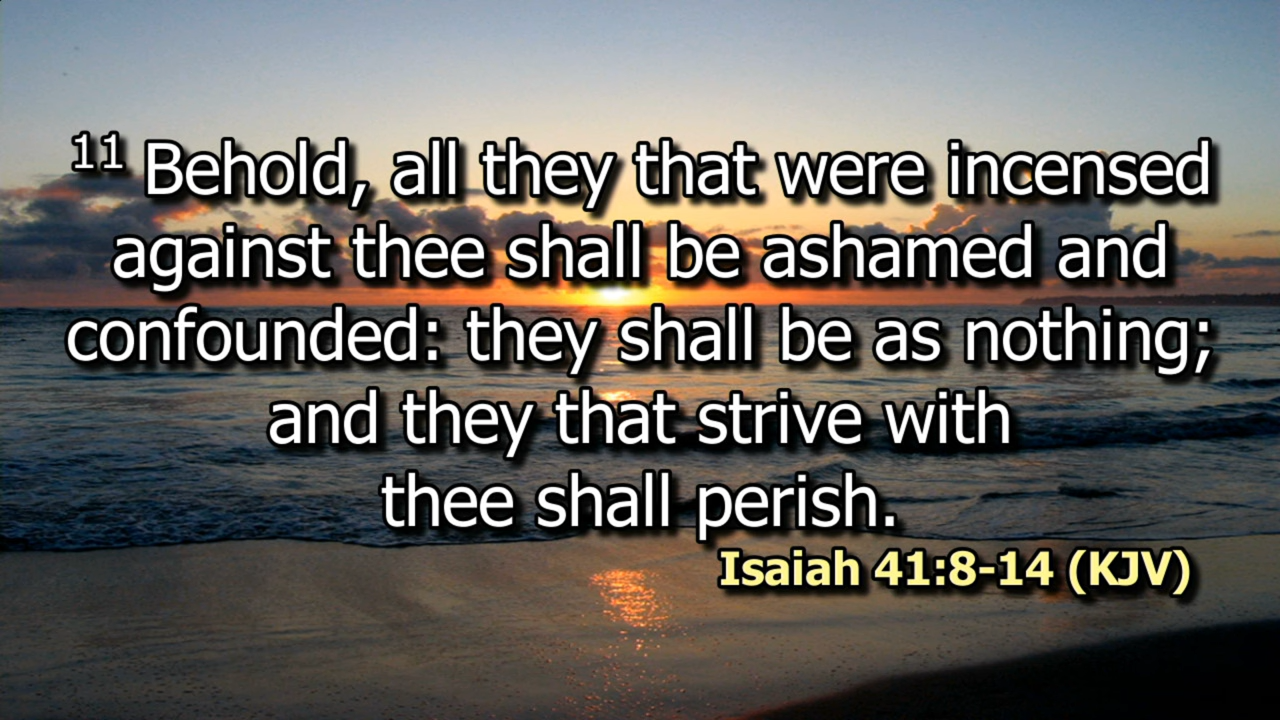 11 Behold, all they that were incensed
against thee shall be ashamed and
confounded: they shall be as nothing;
and they that strive with
thee shall perish.
Isaiah 41:8-14 (KJV)